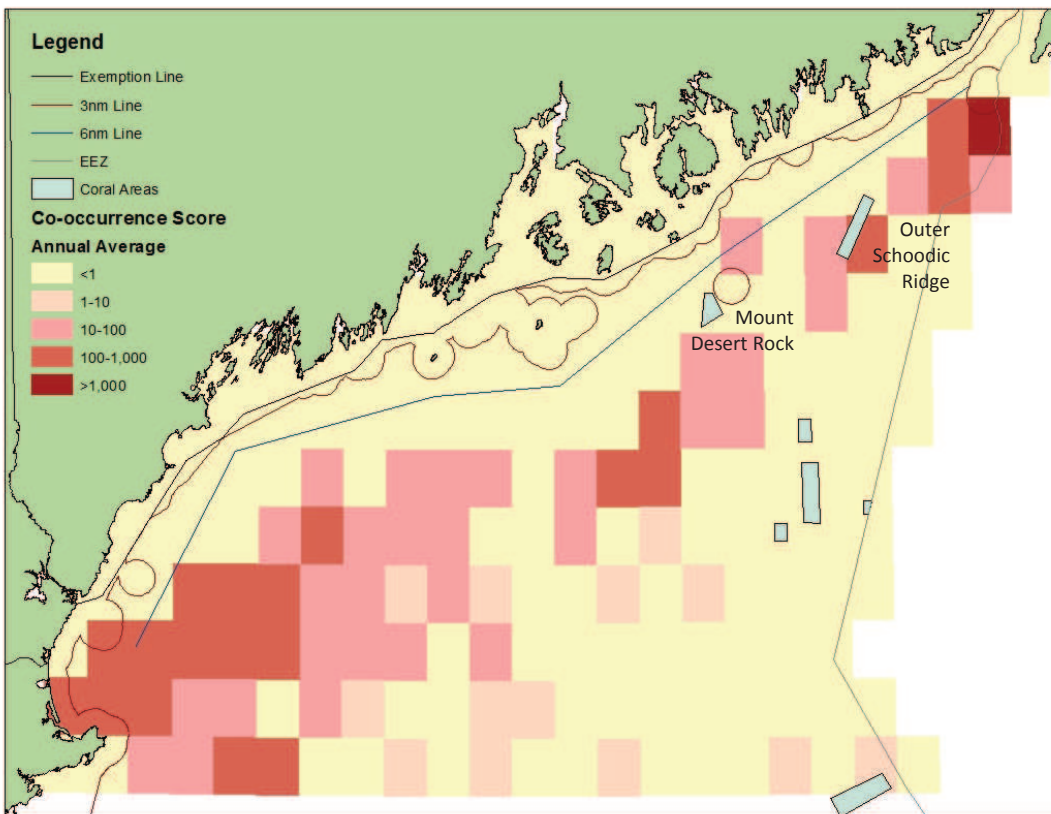 Legend
Exemption Line
3nm Line
6nm Line
EEZ
Coral Areas
Co-occurrence Score
Annual Average
<1
1-10
10-100
100-1,000
>1,000
Outer
Schoodic
Ridge
Mount
Desert Rock